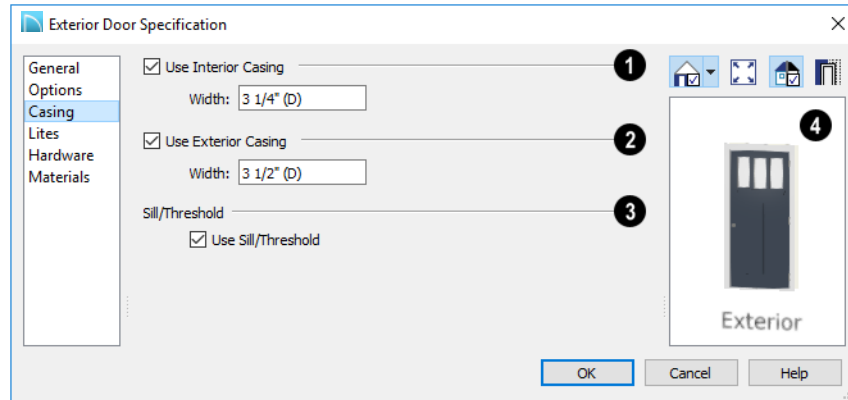 Exterior Door Specification
General
Options
Casing
Lites
Hardware
Materials
Use Interior Casing
1
Width: 3 1/4" (D)
Use Exterior Casing
2
Width: 3 1/2" (D)
Sill/Threshold
3
Use Sill/Threshold
4
Exterior
OK
Cancel
Help